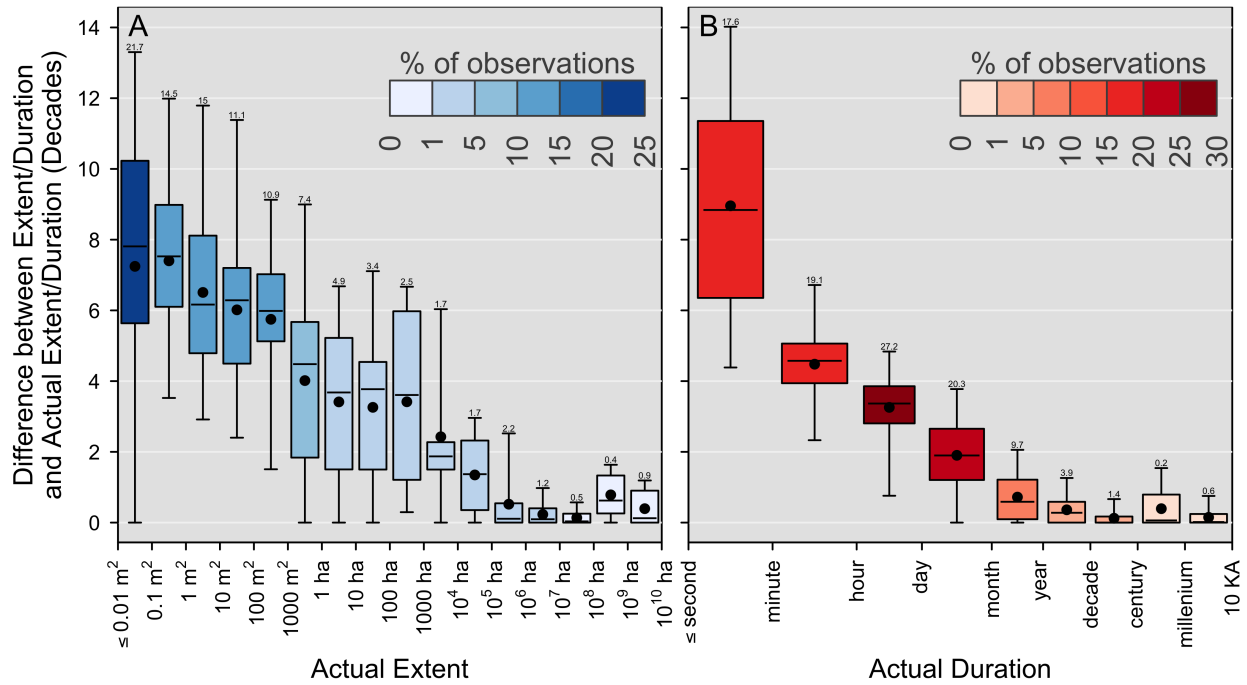 Difference between Extent/Duration
and Actual Extent/Duration (Decades)
14
12
10
8
6
4
2
0
A
% of observations
0 1 5 10 15 20 25
21.7
14.5
15
11.1
10.9
7.4
4.9
3.4
2.5
1.7
1.7
2.2
1.2
0.5
0.4
0.9
≤ 0.01 m²
0.1 m²
1 m²
10 m²
100 m²
1000 m²
1 ha
10 ha
100 ha
1000 ha
10⁴ ha
10⁵ ha
10⁶ ha
10⁷ ha
10⁸ ha
10⁹ ha
10¹⁰ ha
Actual Extent
B
% of observations
0 1 5 10 15 20 25 30
17.6
19.1
27.2
20.3
9.7
3.9
1.4
0.2
0.6
≤ second
minute
hour
day
month
year
decade
century
millenium
10 KA
Actual Duration